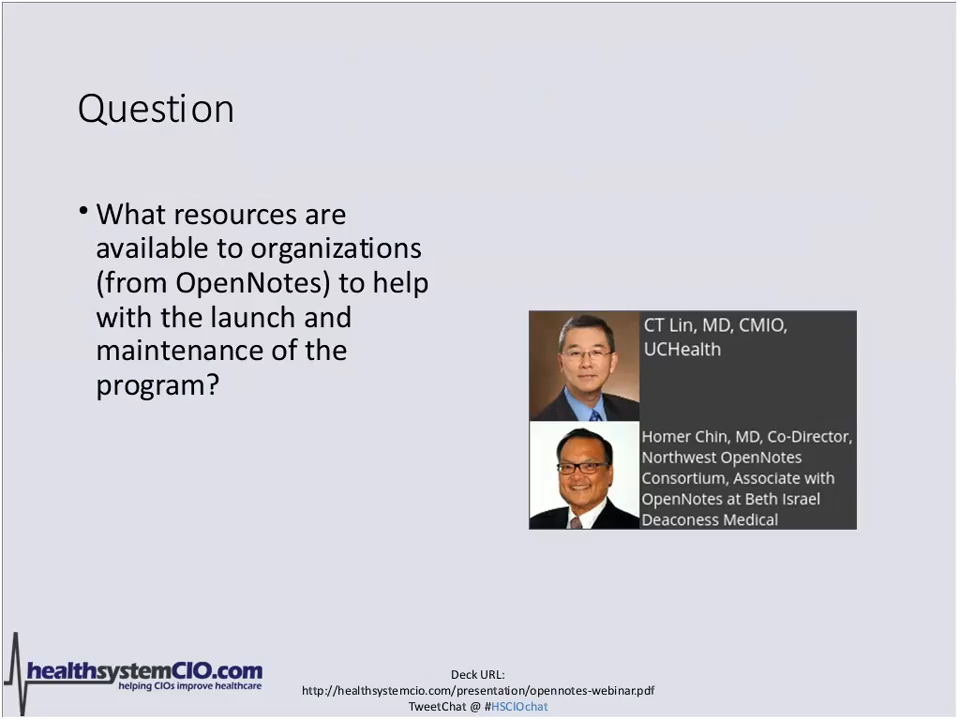 Question
• What resources are
available to organizations
(from OpenNotes) to help
with the launch and
maintenance of the
program?
CT Lin, MD, CMIO,
UCHealth
Homer Chin, MD, Co-Director,
Northwest OpenNotes
Consortium, Associate with
OpenNotes at Beth Israel
Deaconess Medical
healthsystemCIO.com
helping CIOs improve healthcare
Deck URL:
http://healthsystemcio.com/presentation/opennotes-webinar.pdf
TweetChat @ #HSCIOchat